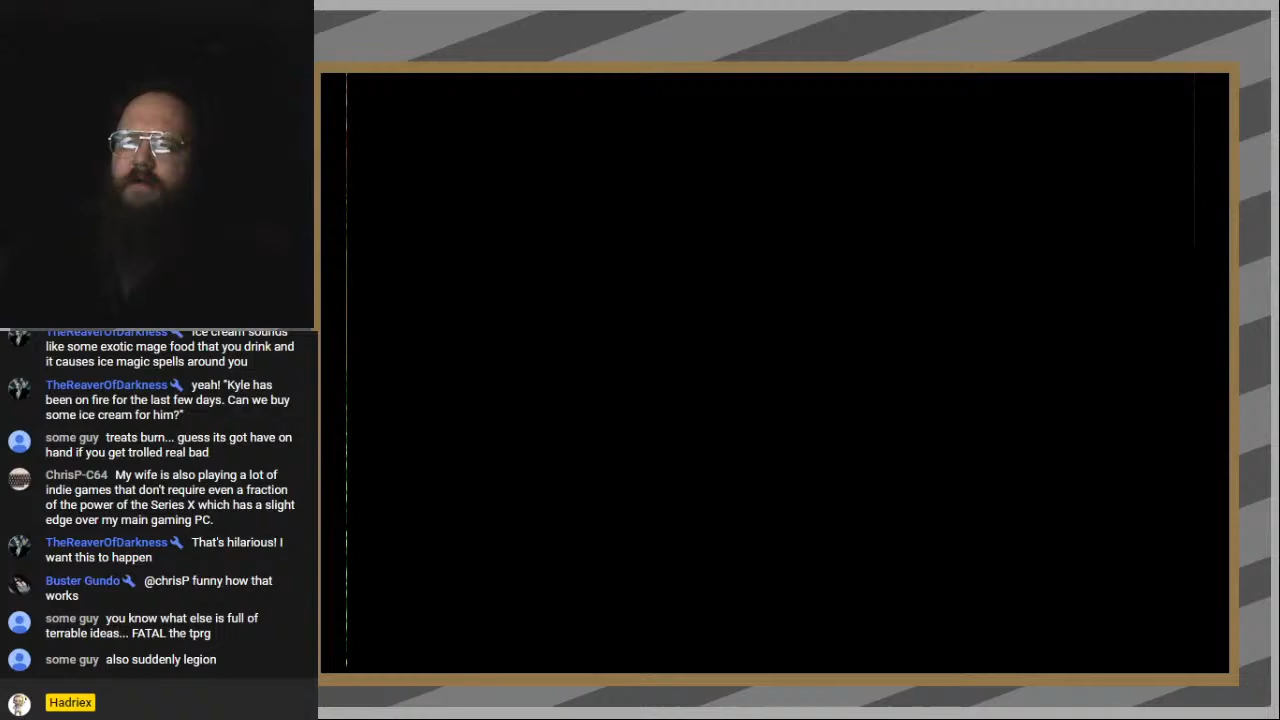 TheReaverOfDarkness ice cream sounds
like some exotic mage food that you drink and
it causes ice magic spells around you
TheReaverOfDarkness yeah! "Kyle has
been on fire for the last few days. Can we buy
some ice cream for him?"
some guy treats burn... guess its got have on
hand if you get trolled real bad
ChrisP-C64 My wife is also playing a lot of
indie games that don't require even a fraction
of the power of the Series X which has a slight
edge over my main gaming PC.
TheReaverOfDarkness That's hilarious! I
want this to happen
Buster Gundo @chrisP funny how that
works
some guy you know what else is full of
terrable ideas... FATAL the tprg
some guy also suddenly legion
Hadriex